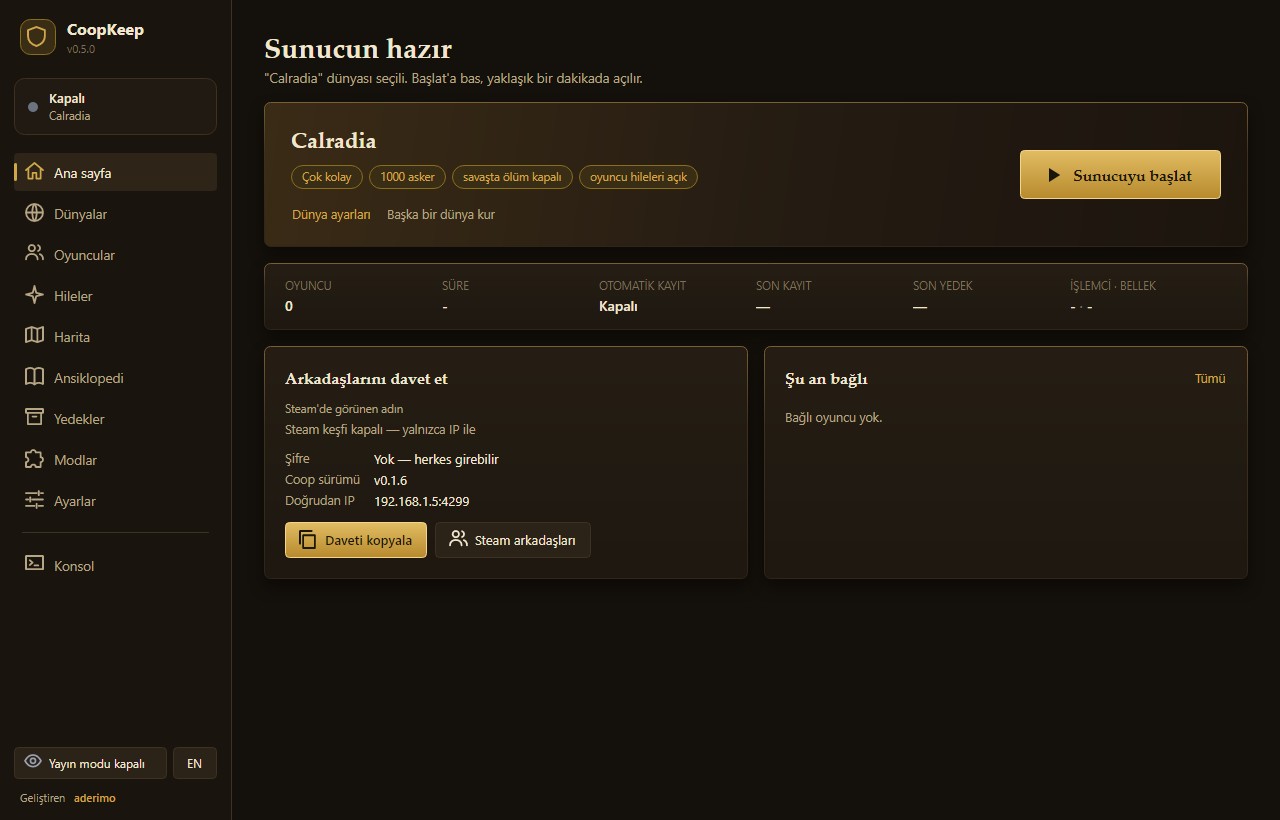 CoopKeep
v0.5.0
Kapalı
Calradia
Ana sayfa
Dünyalar
Oyuncular
Hileler
Harita
Ansiklopedi
Yedekler
Modlar
Ayarlar
Konsol
Yayın modu kapalı
EN
Geliştiren aderimo
Sunucun hazır
"Calradia" dünyası seçili. Başlat'a bas, yaklaşık bir dakikada açılır.
Calradia
Çok kolay
1000 asker
savaşta ölüm kapalı
oyuncu hileleri açık
Dünya ayarları
Başka bir dünya kur
Sunucuyu başlat
OYUNCU
0
SÜRE
-
OTOMATİK KAYIT
Kapalı
SON KAYIT
—
SON YEDEK
—
İŞLEMCİ · BELLEK
- · -
Arkadaşlarını davet et
Steam'de görünen adın
Steam keşfi kapalı — yalnızca IP ile
Şifre Yok — herkes girebilir
Coop sürümü v0.1.6
Doğrudan IP 192.168.1.5:4299
Daveti kopyala
Steam arkadaşları
Şu an bağlı
Tümü
Bağlı oyuncu yok.